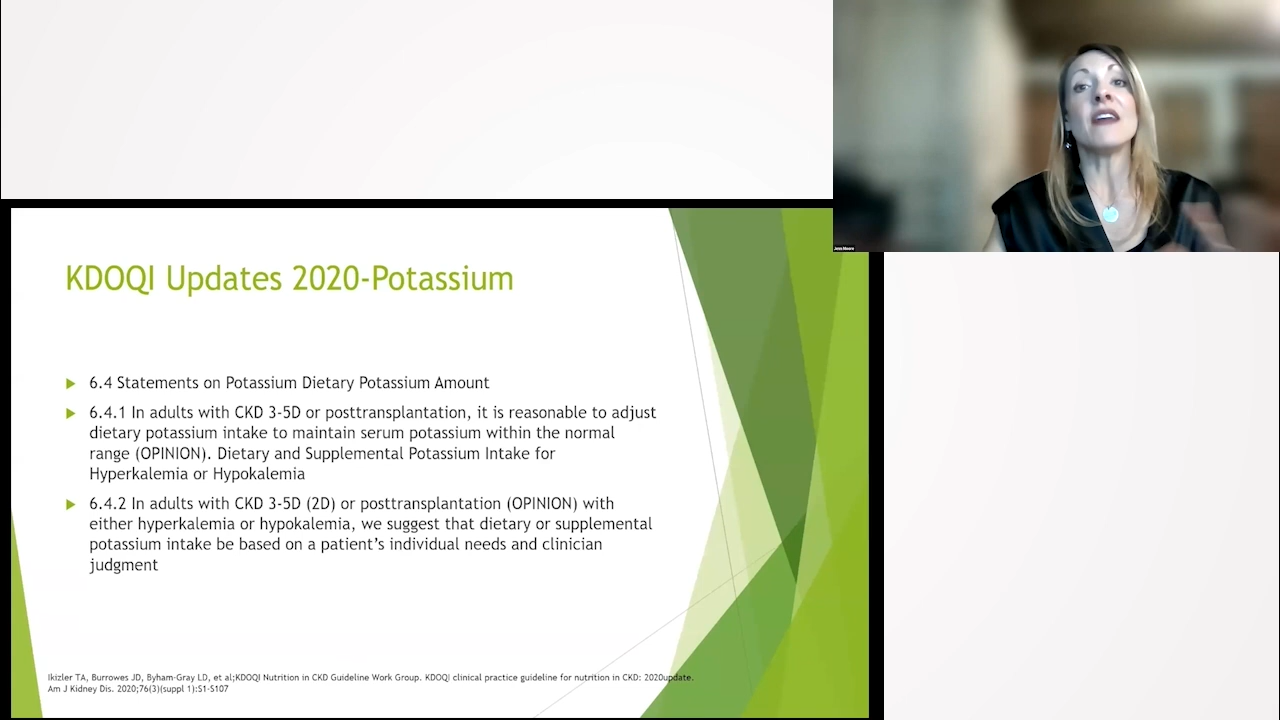 Jenn Moore
KDOQI Updates 2020-Potassium
6.4 Statements on Potassium Dietary Potassium Amount
6.4.1 In adults with CKD 3-5D or posttransplantation, it is reasonable to adjust
dietary potassium intake to maintain serum potassium within the normal
range (OPINION). Dietary and Supplemental Potassium Intake for
Hyperkalemia or Hypokalemia
6.4.2 In adults with CKD 3-5D (2D) or posttransplantation (OPINION) with
either hyperkalemia or hypokalemia, we suggest that dietary or supplemental
potassium intake be based on a patient’s individual needs and clinician
judgment
Ikizler TA, Burrowes JD, Byham-Gray LD, et al;KDOQI Nutrition in CKD Guideline Work Group. KDOQI clinical practice guideline for nutrition in CKD: 2020update.
Am J Kidney Dis. 2020;76(3)(suppl 1):S1-S107